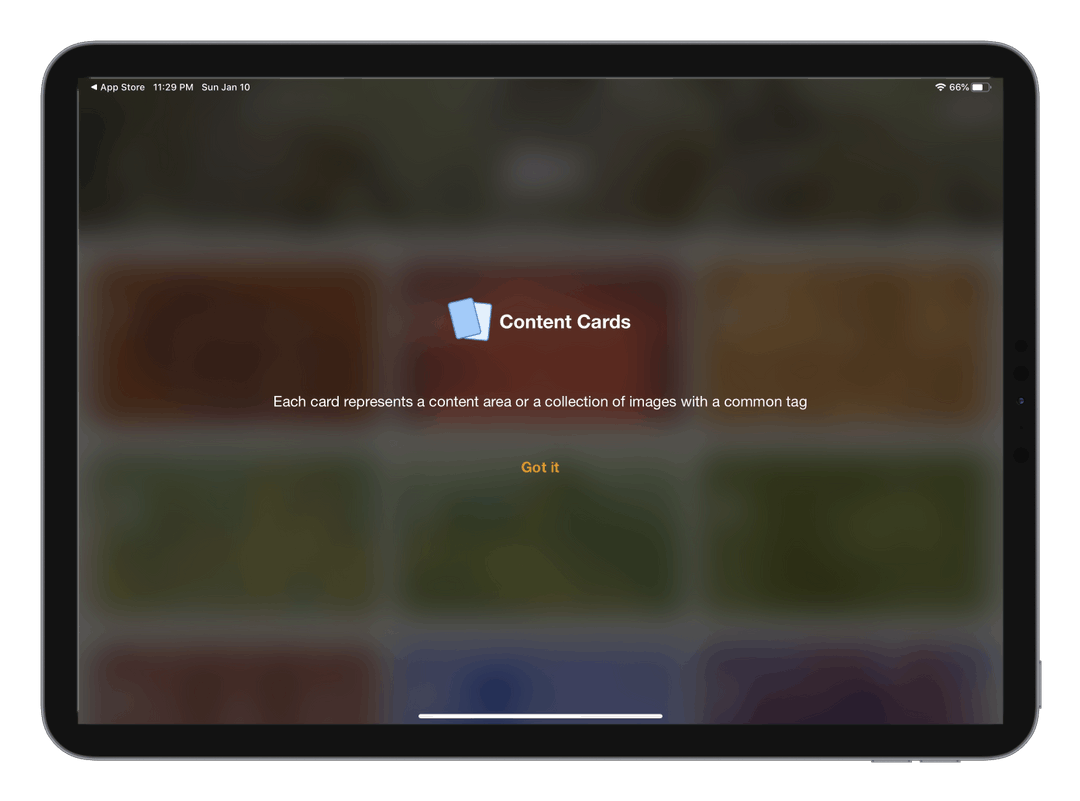 ◀ App Store 11:29 PM Sun Jan 10 66%
Content Cards
Each card represents a content area or a collection of images with a common tag
Got it